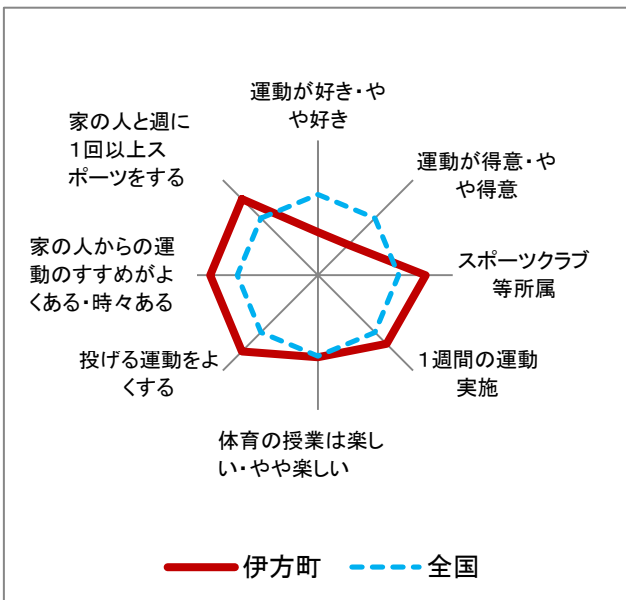 運動が好き・や
や好き
運動が得意・や
や得意
スポーツクラブ
等所属
1週間の運動
実施
体育の授業は楽し
い・やや楽しい
投げる運動をよ
くする
家の人からの運
動のすすめがよ
くある・時々ある
家の人と週に
1回以上ス
ポーツをする
伊方町
全国